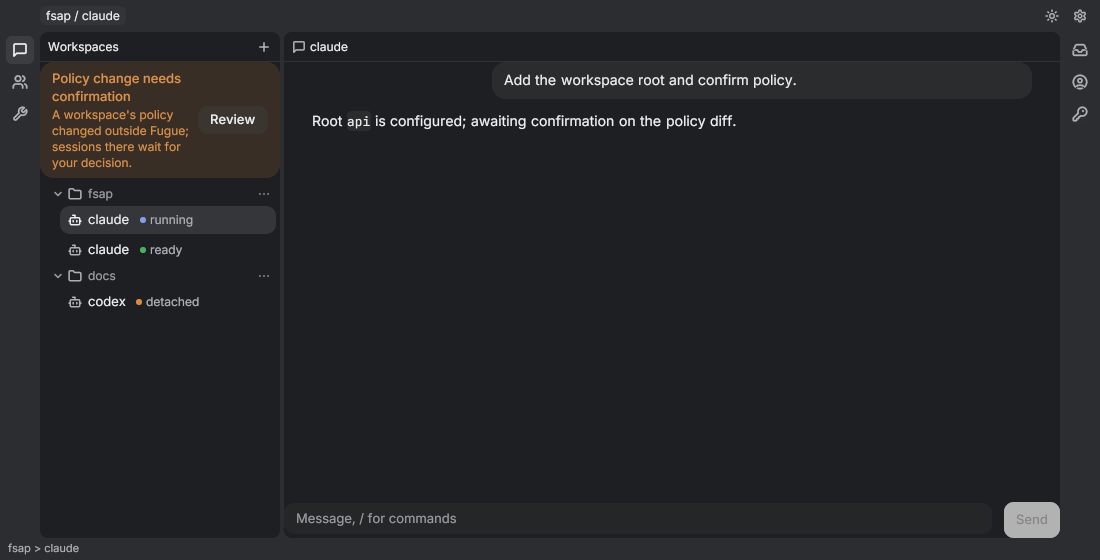 fsap / claude
Workspaces
claude
Policy change needs
confirmation
A workspace's policy
changed outside Fugue;
sessions there wait for
your decision.
Review
Add the workspace root and confirm policy.
Root api is configured; awaiting confirmation on the policy diff.
fsap
claude running
claude ready
docs
codex detached
Message, / for commands
Send
fsap > claude